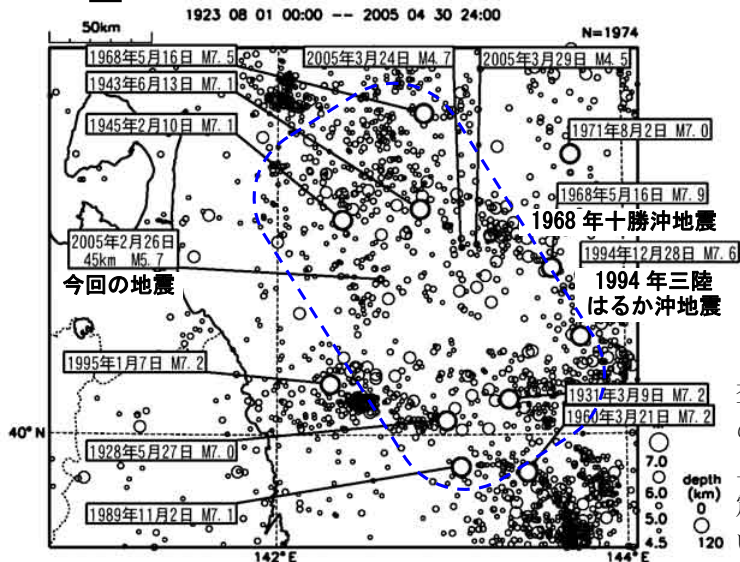 1923 08 01 00:00 -- 2005 04 30 24:00
50km
N=1974
1968年5月16日 M7.5
2005年3月24日 M4.7
2005年3月29日 M4.5
1943年6月13日 M7.1
1945年2月10日 M7.1
1971年8月2日 M7.0
1968年5月16日 M7.9
1968年十勝沖地震
2005年2月26日
45km M5.7
今回の地震
1994年12月28日 M7.6
1994年三陸
はるか沖地震
1995年1月7日 M7.2
1931年3月9日 M7.2
1960年3月21日 M7.2
40°N
1928年5月27日 M7.0
1989年11月2日 M7.1
7.0
6.0
5.0
4.5
depth
(km)
0
120
142°E
144°E